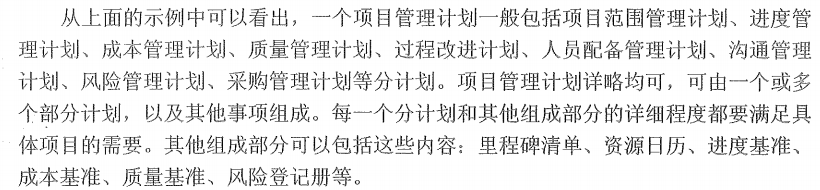 从上面的示例中可以看出，一个项目管理计划一般包括项目范围管理计划、进度管
理计划、成本管理计划、质量管理计划、过程改进计划、人员配备管理计划、沟通管理
计划、风险管理计划、采购管理计划等分计划。项目管理计划详略均可，可由一个或多
个部分计划，以及其他事项组成。每一个分计划和其他组成部分的详细程度都要满足具
体项目的需要。其他组成部分可以包括这些内容：里程碑清单、资源日历、进度基准、
成本基准、质量基准、风险登记册等。